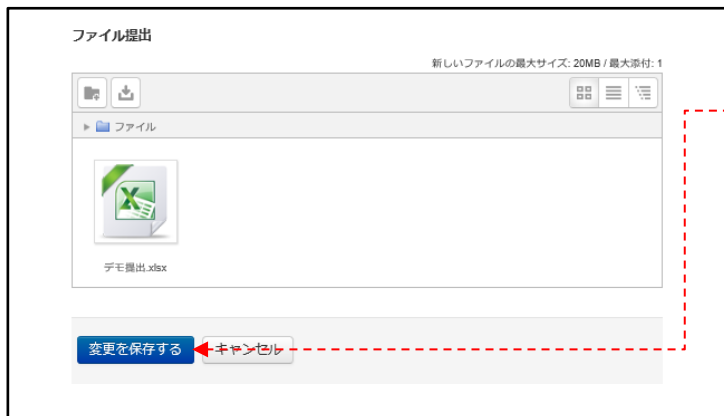 ファイル提出
新しいファイルの最大サイズ: 20MB / 最大添付: 1
ファイル
デモ提出.xlsx
変更を保存する キャンセル